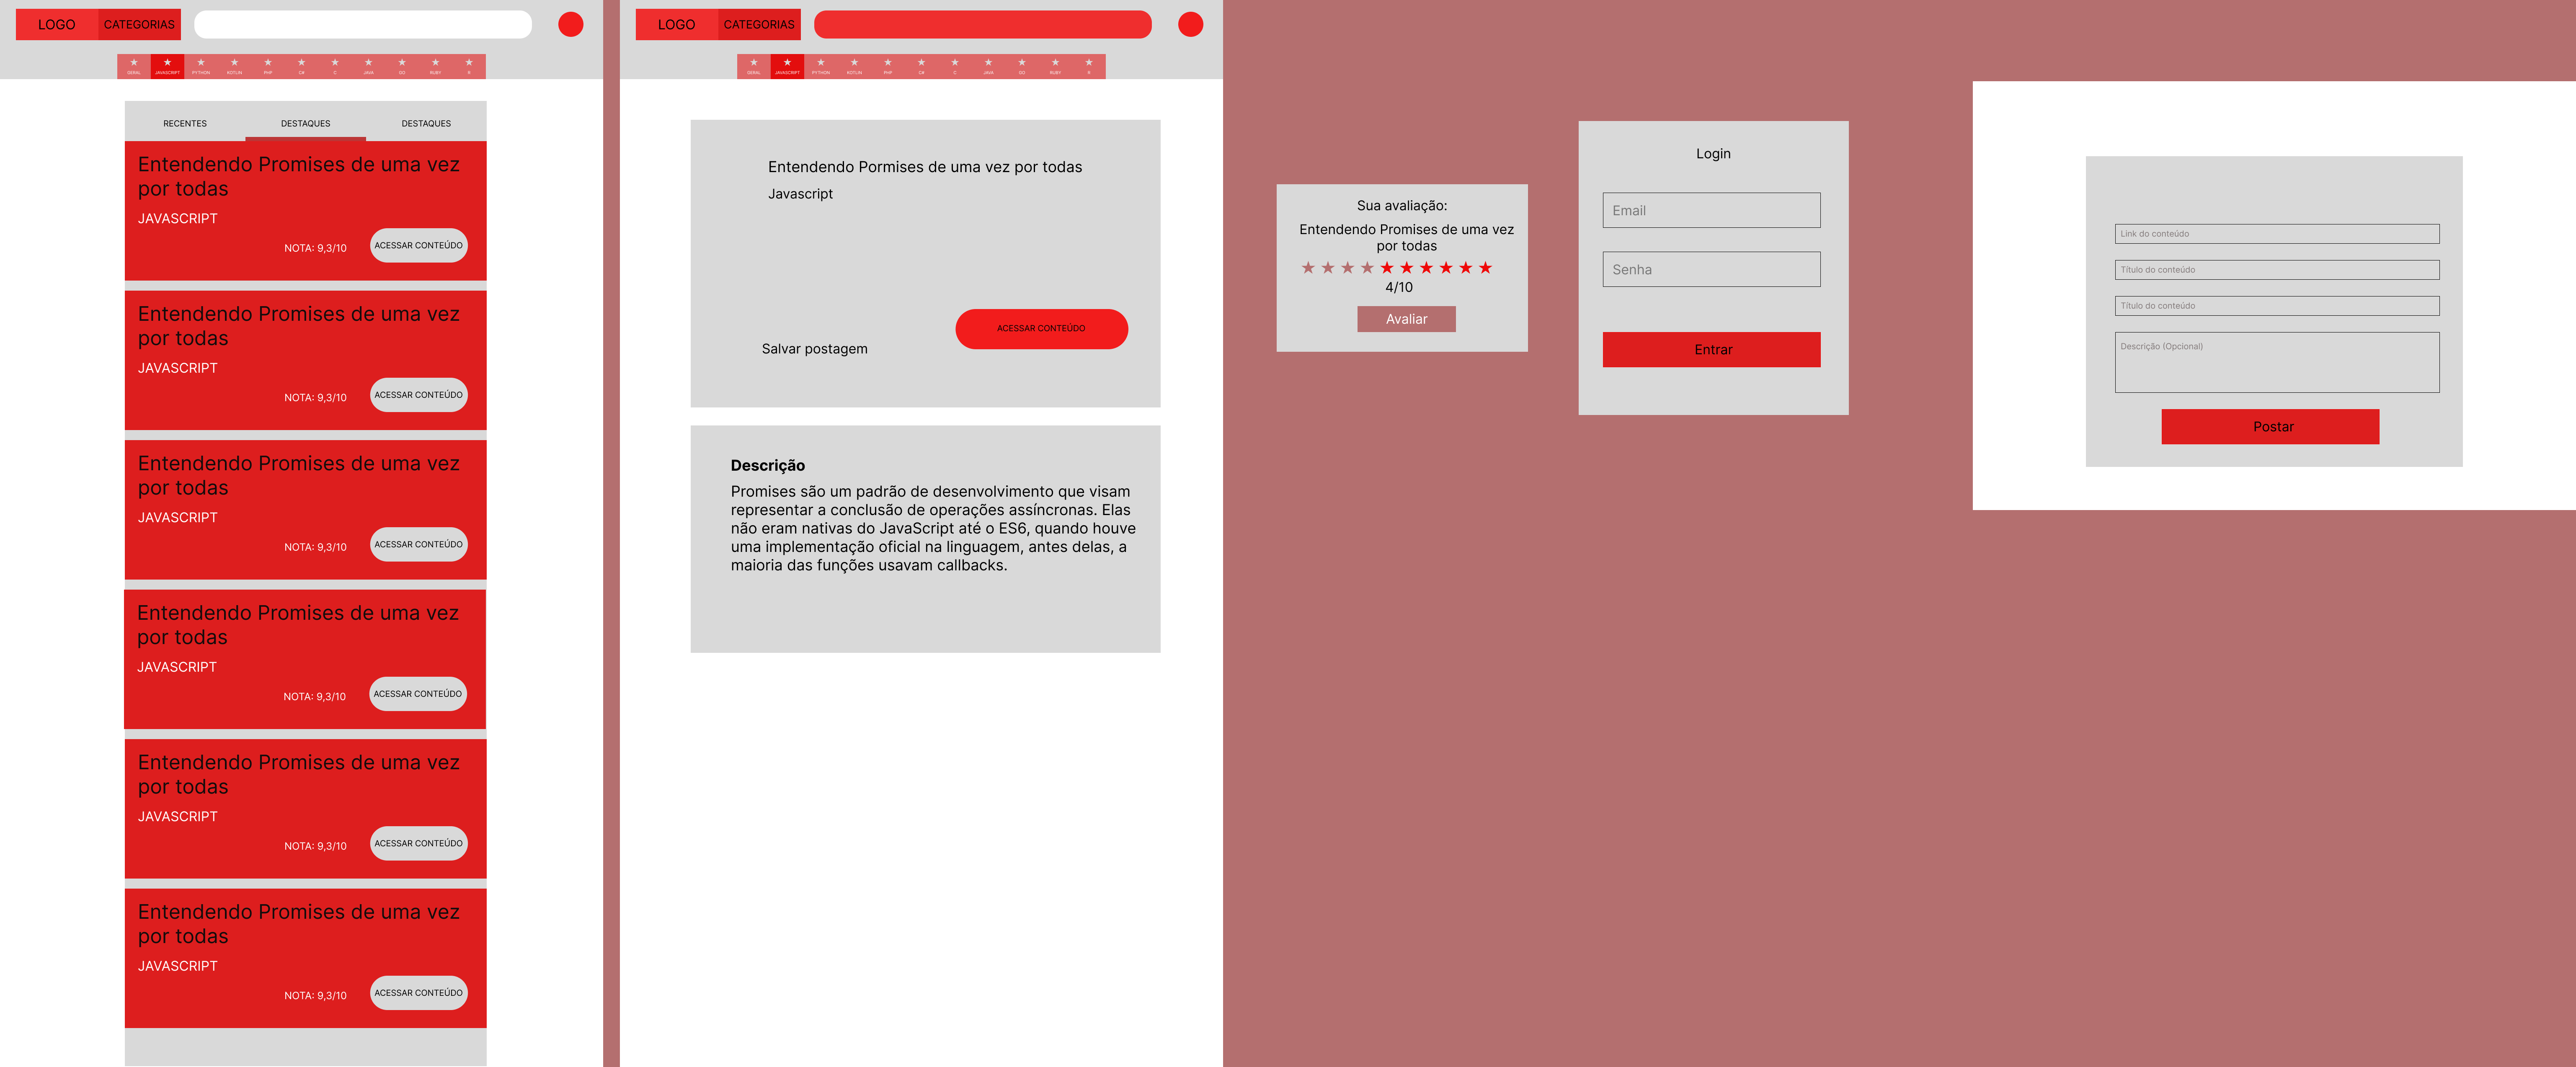 LOGO
CATEGORIAS
GERAL
JAVASCRIPT
PYTHON
KOTLIN
PHP
C#
C
JAVA
GO
RUBY
R
RECENTES
DESTAQUES
DESTAQUES
Entendendo Promises de uma vez
por todas
JAVASCRIPT
NOTA: 9,3/10
ACESSAR CONTEÚDO
Entendendo Promises de uma vez
por todas
JAVASCRIPT
NOTA: 9,3/10
ACESSAR CONTEÚDO
Entendendo Promises de uma vez
por todas
JAVASCRIPT
NOTA: 9,3/10
ACESSAR CONTEÚDO
Entendendo Promises de uma vez
por todas
JAVASCRIPT
NOTA: 9,3/10
ACESSAR CONTEÚDO
Entendendo Promises de uma vez
por todas
JAVASCRIPT
NOTA: 9,3/10
ACESSAR CONTEÚDO
Entendendo Promises de uma vez
por todas
JAVASCRIPT
NOTA: 9,3/10
ACESSAR CONTEÚDO
LOGO
CATEGORIAS
GERAL
JAVASCRIPT
PYTHON
KOTLIN
PHP
C#
C
JAVA
GO
RUBY
R
Entendendo Pormises de uma vez por todas
Javascript
ACESSAR CONTEÚDO
Salvar postagem
Descrição
Promises são um padrão de desenvolvimento que visam
representar a conclusão de operações assíncronas. Elas
não eram nativas do JavaScript até o ES6, quando houve
uma implementação oficial na linguagem, antes delas, a
maioria das funções usavam callbacks.
Sua avaliação:
Entendendo Promises de uma vez
por todas
4/10
Avaliar
Login
Email
Senha
Entrar
Link do conteúdo
Título do conteúdo
Título do conteúdo
Descrição (Opcional)
Postar